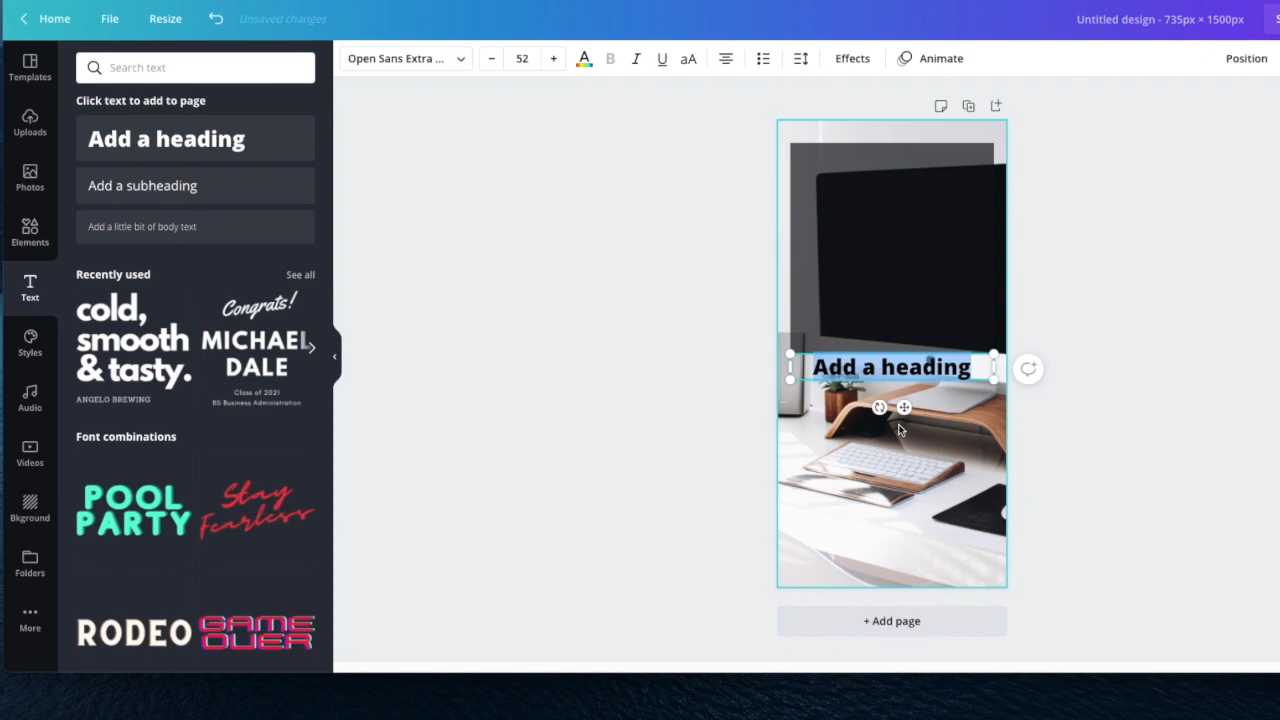 Home File Resize Unsaved changes Untitled design - 735px × 1500px
Open Sans Extra ... − 52 + A B I U aA Effects Animate Position
Templates
Uploads
Photos
Elements
Text
Styles
Audio
Videos
Bkground
Folders
More
Search text
Click text to add to page
Add a heading
Add a subheading
Add a little bit of body text
Recently used See all
cold,
smooth
& tasty.
ANGELO BREWING
Congrats!
MICHAEL
DALE
Class of 2021
BS Business Administration
Font combinations
POOL
PARTY
Stay
Fearless
RODEO
GAME
OVER
Add a heading
+ Add page